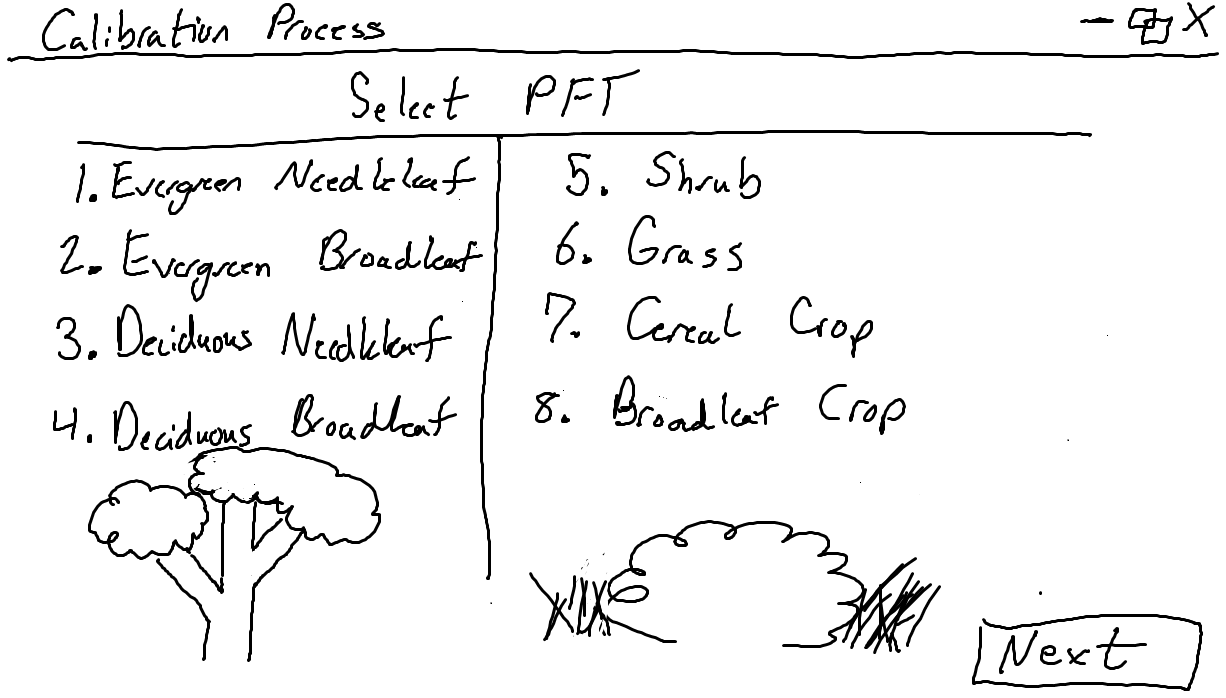 Calibration Process
Select PFT
1. Evergreen Needleleaf
2. Evergreen Broadleaf
3. Deciduous Needleleaf
4. Deciduous Broadleaf
5. Shrub
6. Grass
7. Cereal Crop
8. Broadleaf Crop
Next